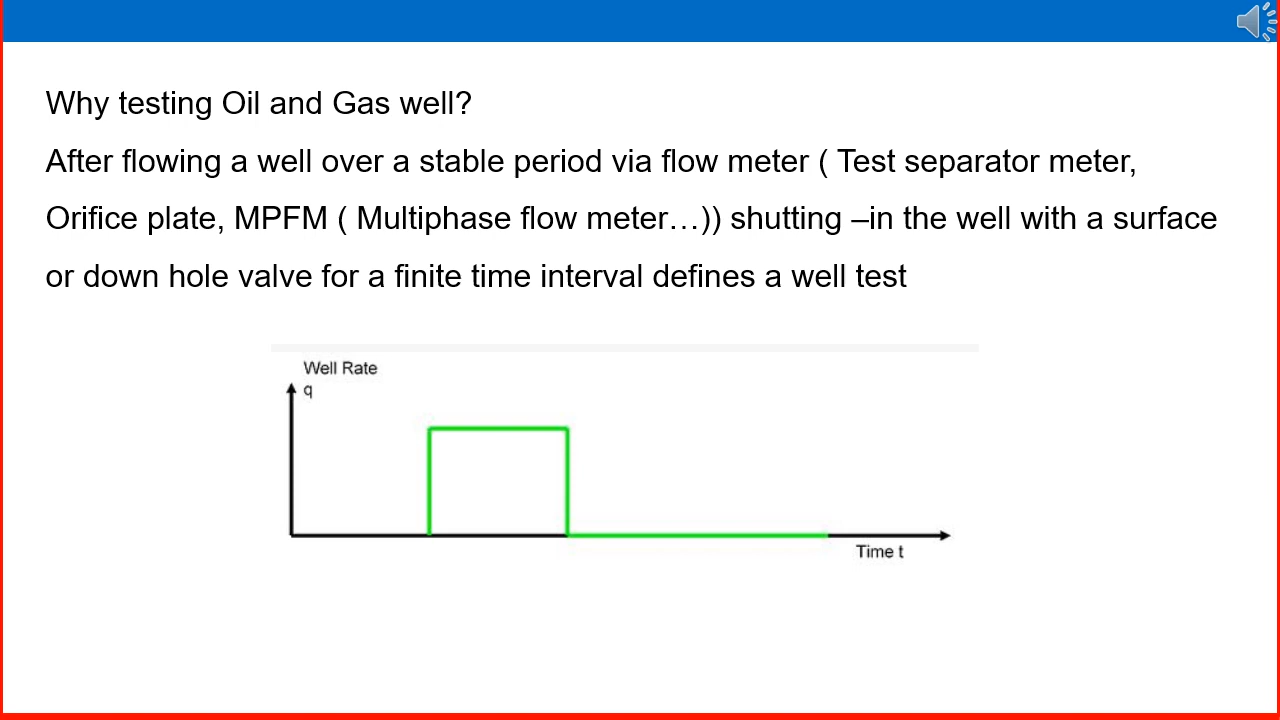 Why testing Oil and Gas well?
After flowing a well over a stable period via flow meter ( Test separator meter,
Orifice plate, MPFM ( Multiphase flow meter…)) shutting –in the well with a surface
or down hole valve for a finite time interval defines a well test
Well Rate
q
Time t